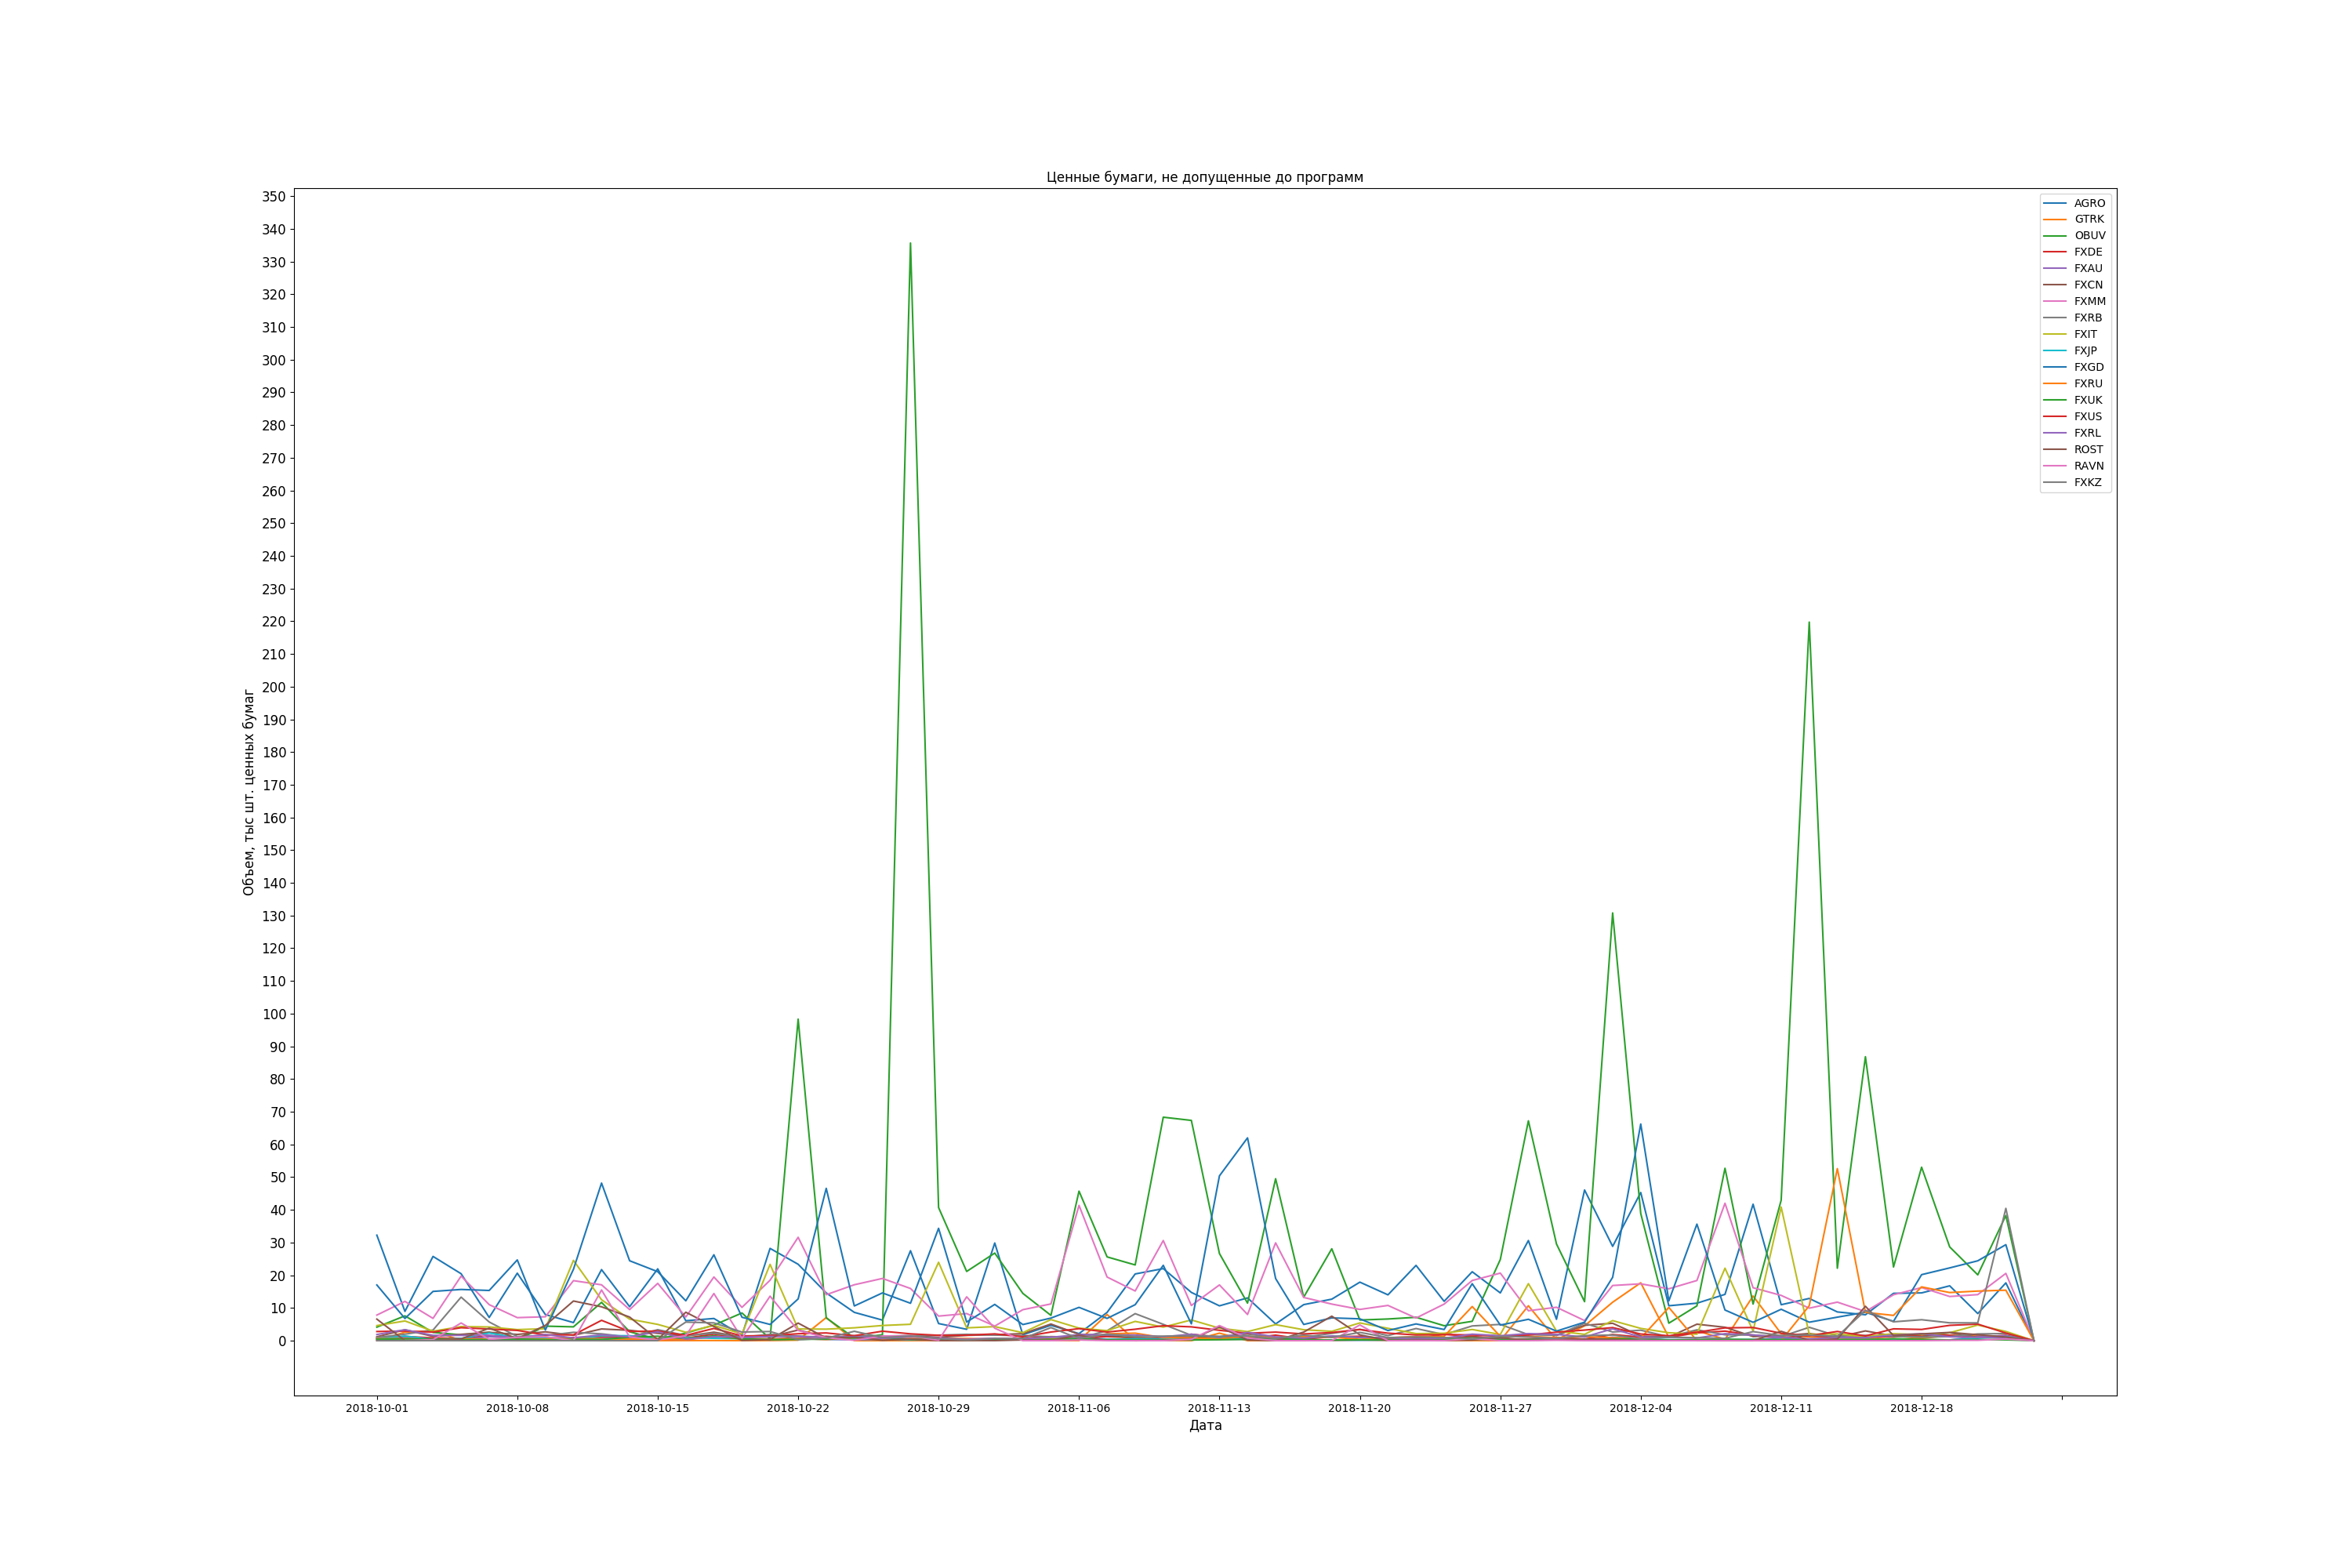 Ценные бумаги, не допущенные до программ
350
340
330
320
310
300
290
280
270
260
250
240
230
220
210
200
190
180
170
160
150
140
130
120
110
100
90
80
70
60
50
40
30
20
10
0
Объем, тыс шт. ценных бумаг
AGRO
GTRK
OBUV
FXDE
FXAU
FXCN
FXMM
FXRB
FXIT
FXJP
FXGD
FXRU
FXUK
FXUS
FXRL
ROST
RAVN
FXKZ
2018-10-01 2018-10-08 2018-10-15 2018-10-22 2018-10-29 2018-11-06 2018-11-13 2018-11-20 2018-11-27 2018-12-04 2018-12-11 2018-12-18
Дата